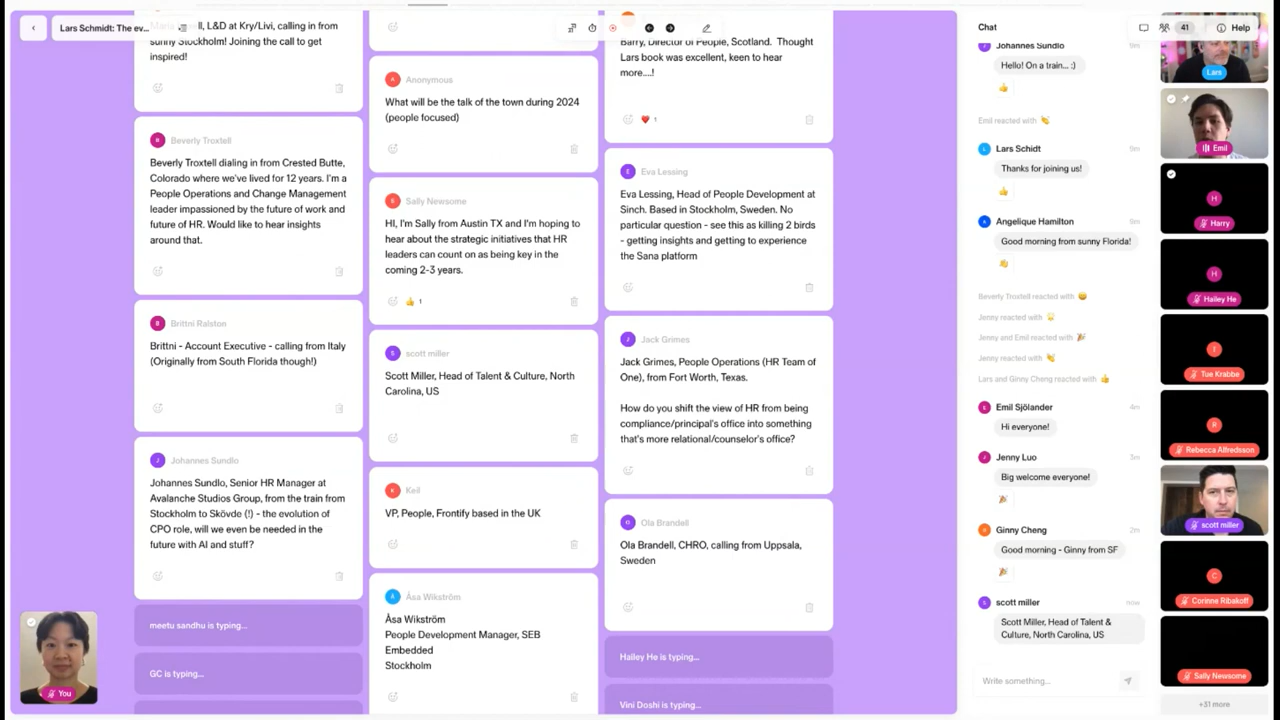 Lars Schmidt: The ev...
Chat
41
Help
L&D at Kry/Livi, calling in from
sunny Stockholm! Joining the call to get
inspired!
Beverly Troxtell
Beverly Troxtell dialing in from Crested Butte,
Colorado where we've lived for 12 years. I'm a
People Operations and Change Management
leader impassioned by the future of work and
future of HR. Would like to hear insights
around that.
Brittni Ralston
Brittni - Account Executive - calling from Italy
(Originally from South Florida though!)
Johannes Sundlo
Johannes Sundlo, Senior HR Manager at
Avalanche Studios Group, from the train from
Stockholm to Skövde (!) - the evolution of
CPO role, will we even be needed in the
future with AI and stuff?
meetu sandhu is typing...
GC is typing...
You
Anonymous
What will be the talk of the town during 2024
(people focused)
Sally Newsome
HI, I'm Sally from Austin TX and I'm hoping to
hear about the strategic initiatives that HR
leaders can count on as being key in the
coming 2-3 years.
1
scott miller
Scott Miller, Head of Talent & Culture, North
Carolina, US
Keil
VP, People, Frontify based in the UK
Åsa Wikström
Åsa Wikström
People Development Manager, SEB
Embedded
Stockholm
Barry, Director of People, Scotland. Thought
Lars book was excellent, keen to hear
more....!
1
Eva Lessing
Eva Lessing, Head of People Development at
Sinch. Based in Stockholm, Sweden. No
particular question - see this as killing 2 birds
- getting insights and getting to experience
the Sana platform
Jack Grimes
Jack Grimes, People Operations (HR Team of
One), from Fort Worth, Texas.
How do you shift the view of HR from being
compliance/principal's office into something
that's more relational/counselor's office?
Ola Brandell
Ola Brandell, CHRO, calling from Uppsala,
Sweden
Hailey He is typing...
Vini Doshi is typing...
Johannes Sundlo
Hello! On a train... :)
Emil reacted with
Lars Schidt
Thanks for joining us!
Angelique Hamilton
Good morning from sunny Florida!
Beverly Troxtell reacted with
Jenny reacted with
Jenny and Emil reacted with
Jenny reacted with
Lars and Ginny Cheng reacted with
Emil Sjölander 4m
Hi everyone!
Jenny Luo 3m
Big welcome everyone!
Ginny Cheng 2m
Good morning - Ginny from SF
scott miller now
Scott Miller, Head of Talent &
Culture, North Carolina, US
Write something...
Lars
Emil
H
Harry
H
Hailey He
T
Tue Krabbe
R
Rebecca Alfredsson
scott miller
C
Corinne Ribakoff
Sally Newsome
+31 more